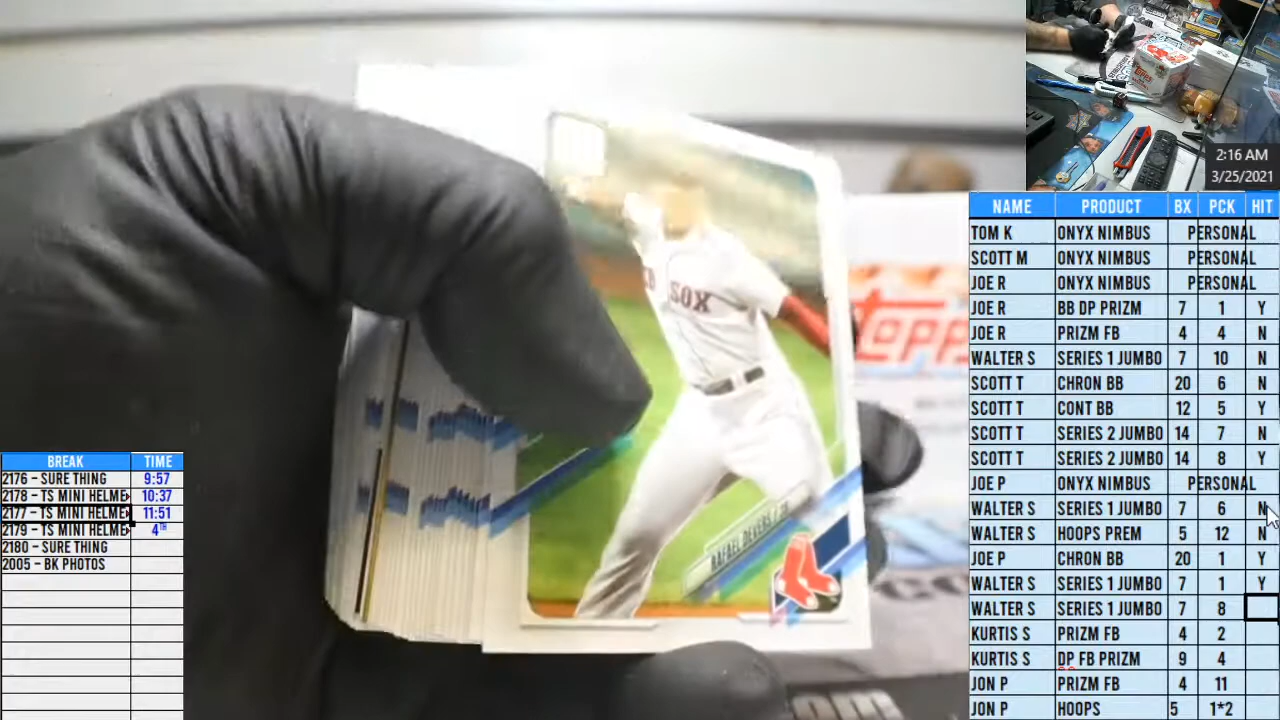 2:16 AM
3/25/2021
NAME PRODUCT BX PCK HIT
TOM K ONYX NIMBUS PERSONAL
SCOTT M ONYX NIMBUS PERSONAL
JOE R ONYX NIMBUS PERSONAL
JOE R BB DP PRIZM 7 1 Y
JOE R PRIZM FB 4 4 N
WALTER S SERIES 1 JUMBO 7 10 N
SCOTT T CHRON BB 20 6 N
SCOTT T CONT BB 12 5 Y
SCOTT T SERIES 2 JUMBO 14 7 N
SCOTT T SERIES 2 JUMBO 14 8 Y
JOE P ONYX NIMBUS PERSONAL
WALTER S SERIES 1 JUMBO 7 6 N
WALTER S HOOPS PREM 5 12 N
JOE P CHRON BB 20 1 Y
WALTER S SERIES 1 JUMBO 7 1 Y
WALTER S SERIES 1 JUMBO 7 8
KURTIS S PRIZM FB 4 2
KURTIS S DP FB PRIZM 9 4
JON P PRIZM FB 4 11
JON P HOOPS 5 1*2
BREAK TIME
2176 – SURE THING 9:57
2178 – TS MINI HELME 10:37
2177 – TS MINI HELME 11:51
2179 – TS MINI HELME 4TH
2180 – SURE THING
2005 – BK PHOTOS
SOX
RAFAEL DEVERS / 3B
topps